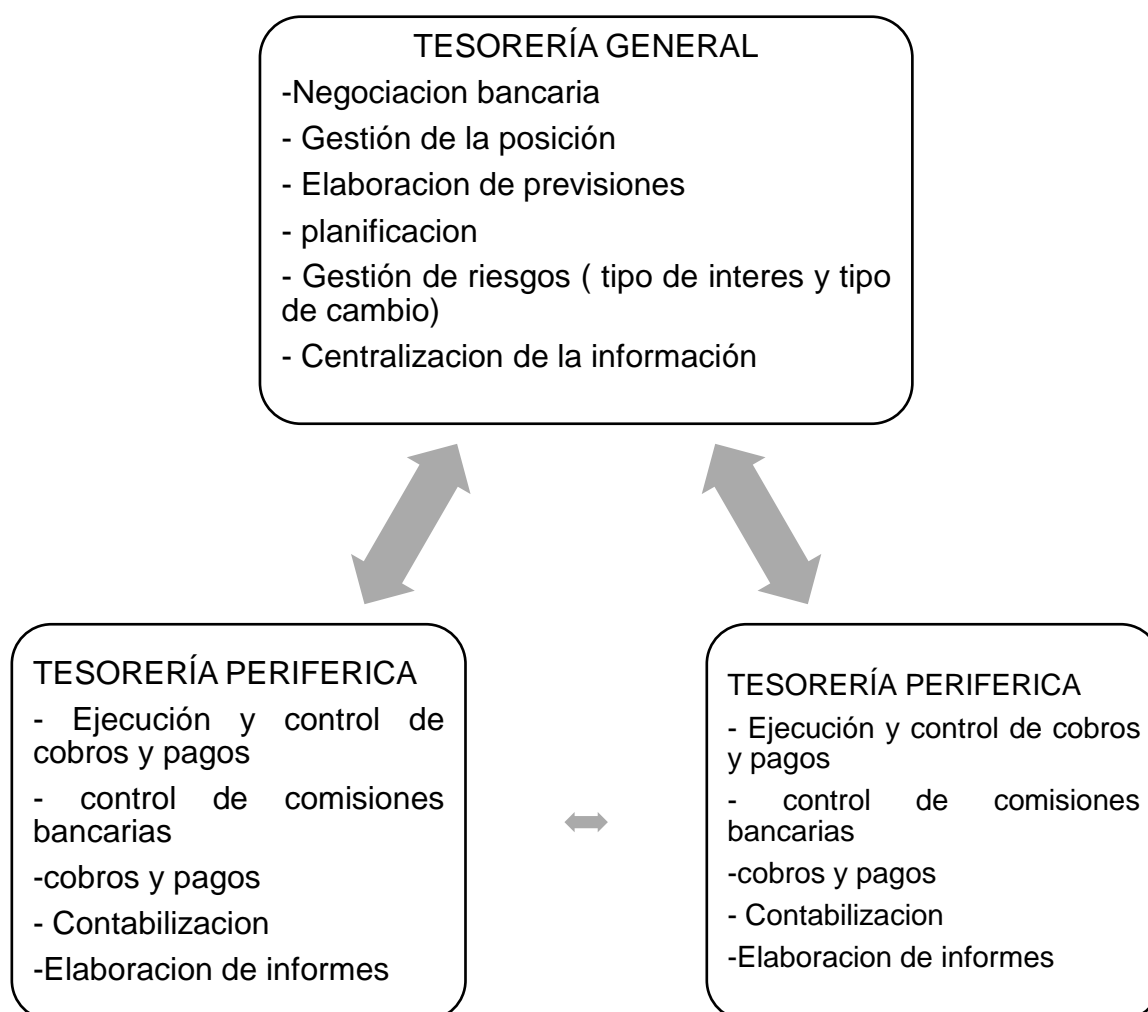 TESORERÍA GENERAL
-Negociacion bancaria
- Gestión de la posición
- Elaboracion de previsiones
- planificacion
- Gestión de riesgos ( tipo de interes y tipo
de cambio)
- Centralizacion de la información
TESORERÍA PERIFERICA
- Ejecución y control de
cobros y pagos
- control de comisiones
bancarias
-cobros y pagos
- Contabilizacion
-Elaboracion de informes
TESORERÍA PERIFERICA
- Ejecución y control de cobros
y pagos
- control de comisiones
bancarias
-cobros y pagos
- Contabilizacion
-Elaboracion de informes